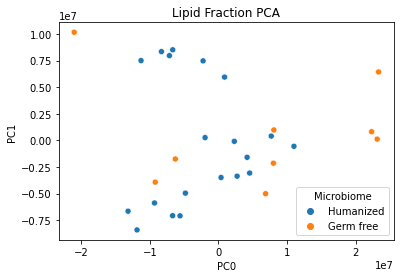 Lipid Fraction PCA
1e7
1.00
0.75
0.50
0.25
0.00
−0.25
−0.50
−0.75
PC1
Microbiome
Humanized
Germ free
−2
−1
0
1
2
1e7
PC0